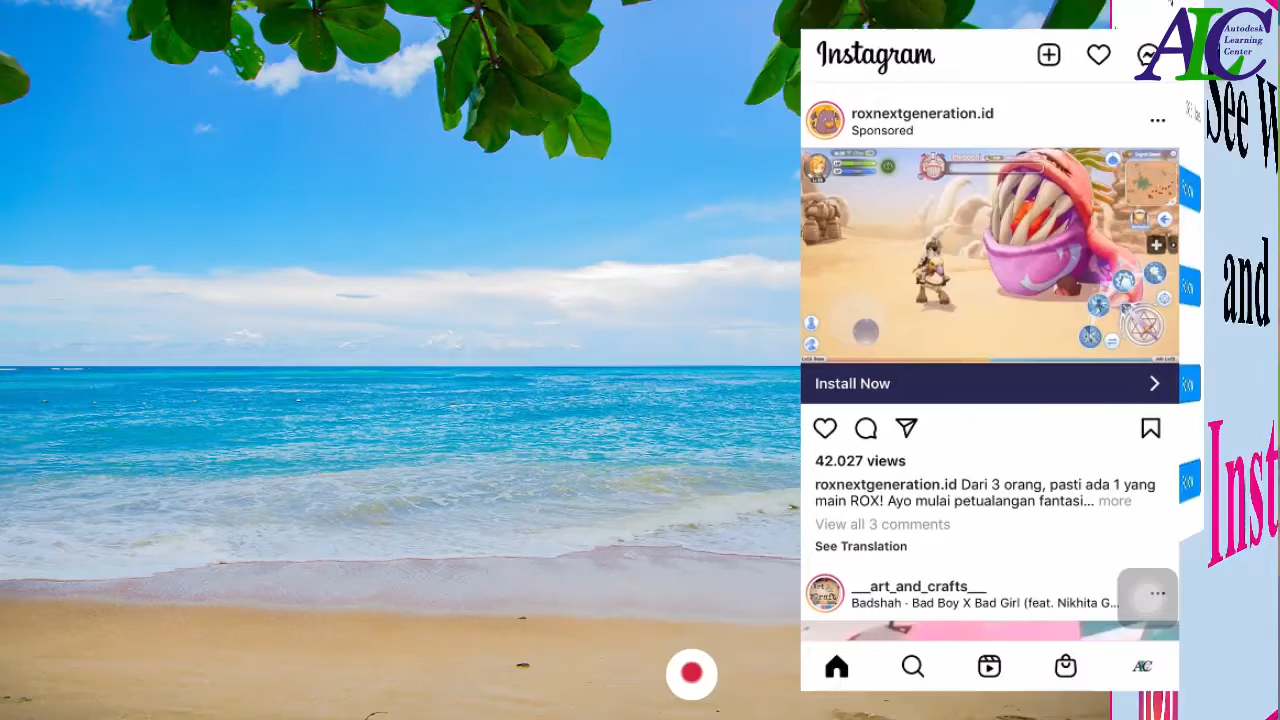 Instagram
ALC
Autodesk
Learning
Center
See W
roxnextgeneration.id
Sponsored
and
Install Now
Inst
42.027 views
roxnextgeneration.id Dari 3 orang, pasti ada 1 yang
main ROX! Ayo mulai petualangan fantasi... more
View all 3 comments
See Translation
__art_and_crafts__
Badshah · Bad Boy X Bad Girl (feat. Nikhita G...
ALC